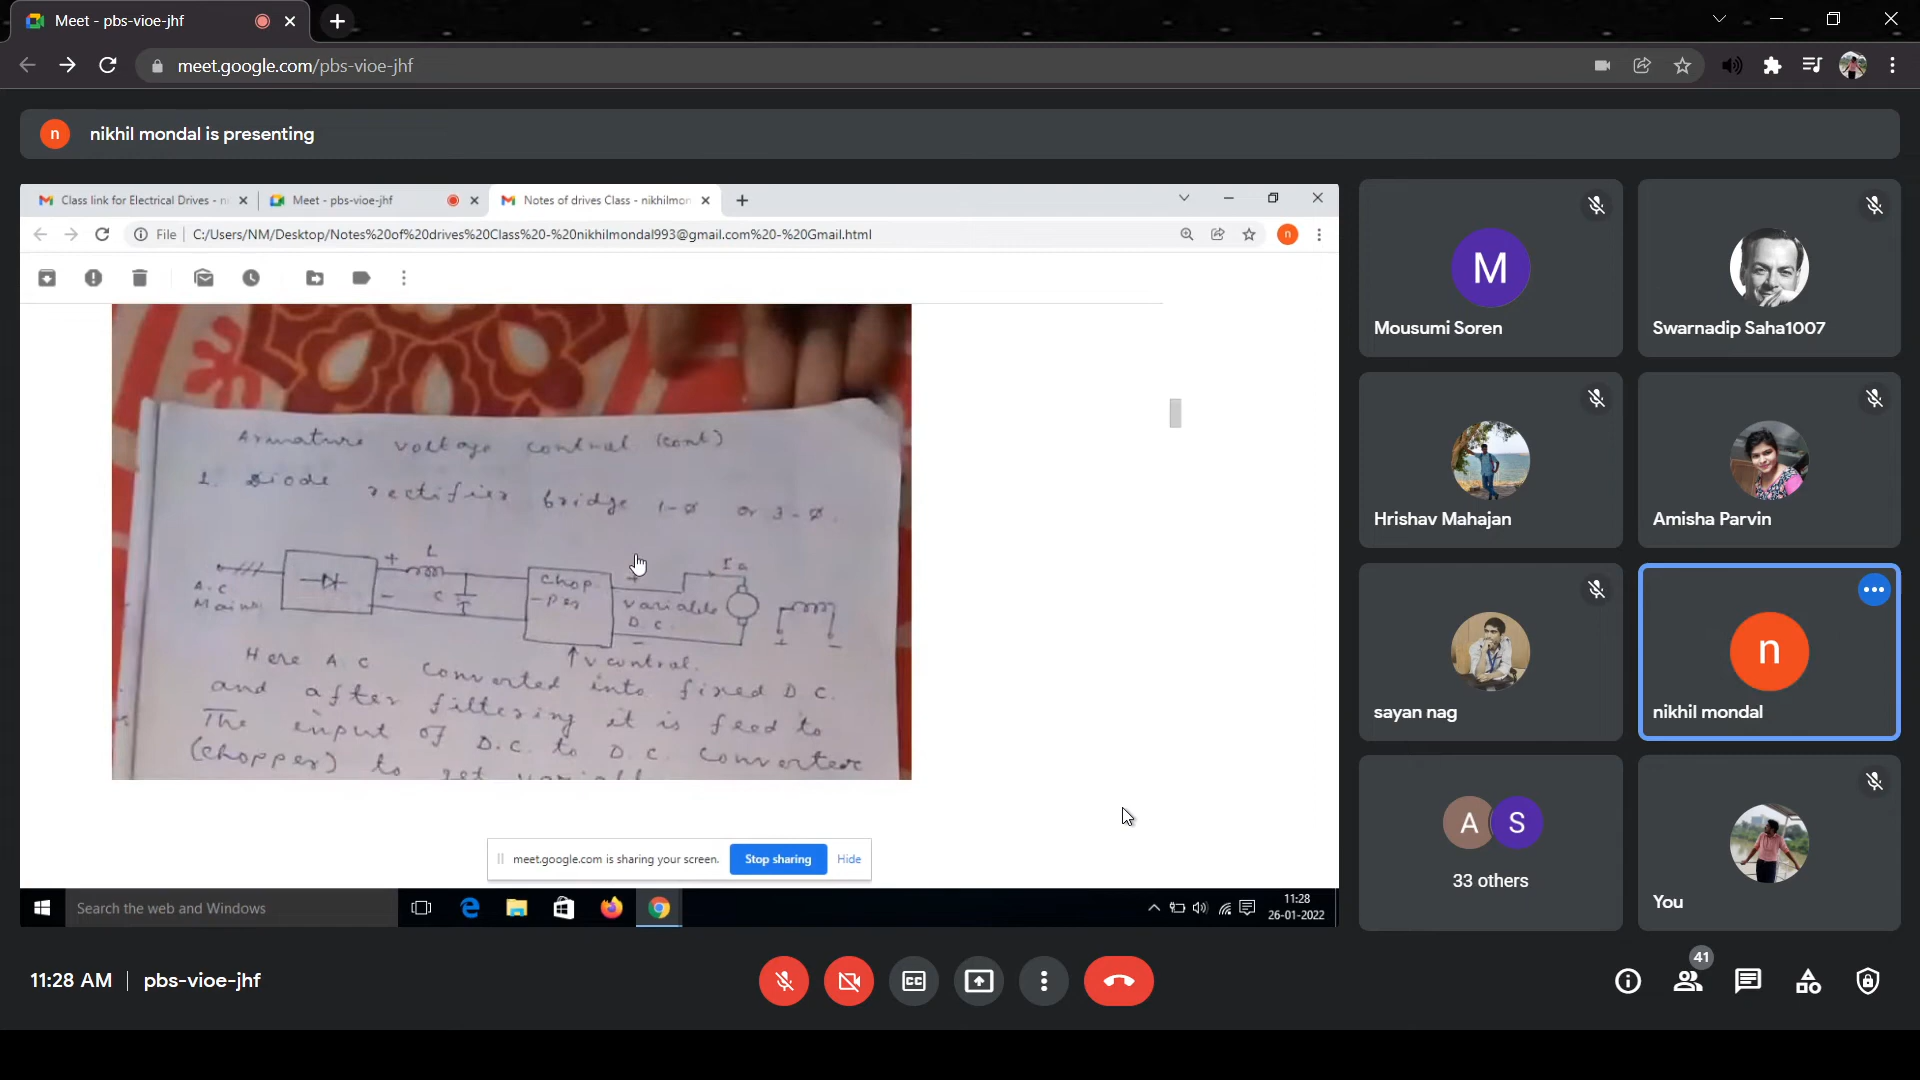 Meet - pbs-vioe-jhf
meet.google.com/pbs-vioe-jhf
n nikhil mondal is presenting
Class link for Electrical Drives - n
Meet - pbs-vioe-jhf
Notes of drives Class - nikhilmon
File | C:/Users/NM/Desktop/Notes%20of%20drives%20Class%20-%20nikhilmondal993@gmail.com%20-%20Gmail.html
n
Armature voltage control (cont)
1. Diode rectifier bridge 1-ø or 3-ø.
A.C Mains
+ L
- C
Chop
-per
+ Ia
variable
D.C.
-
+ -
↑ v control.
Here A.C converted into fixed D.C.
and after filtering it is feed to
The input of D.C. to D.C. converter
(chopper) to get
meet.google.com is sharing your screen.
Stop sharing
Hide
Search the web and Windows
11:28
26-01-2022
M
Mousumi Soren
Swarnadip Saha1007
Hrishav Mahajan
Amisha Parvin
sayan nag
n
nikhil mondal
A S
33 others
You
11:28 AM | pbs-vioe-jhf
CC
41